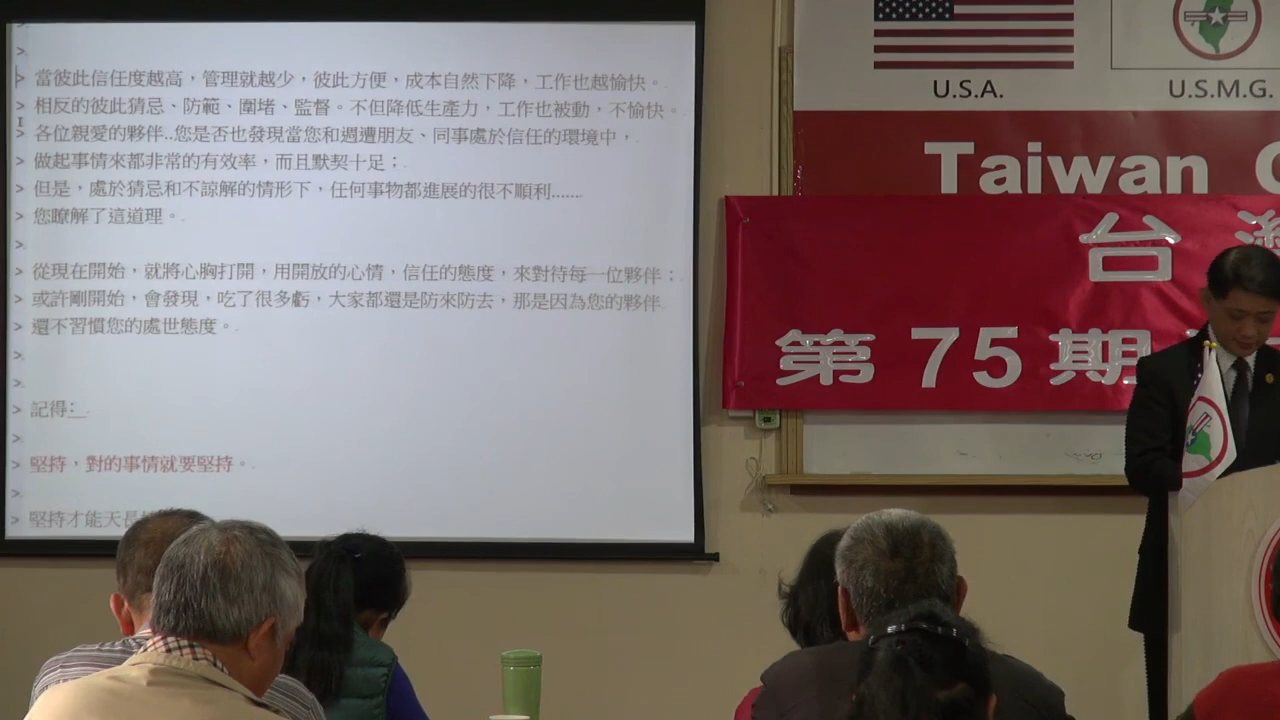 >
>
> 當彼此信任度越高，管理就越少，彼此方便，成本自然下降，工作也越愉快。
> 相反的彼此猜忌、防範、圍堵、監督。不但降低生產力，工作也被動，不愉快。
> 各位親愛的夥伴..您是否也發現當您和週遭朋友、同事處於信任的環境中，
> 做起事情來都非常的有效率，而且默契十足；
> 但是，處於猜忌和不諒解的情形下，任何事物都進展的很不順利.......
> 您瞭解了這道理。
>
> 從現在開始，就將心胸打開，用開放的心情，信任的態度，來對待每一位夥伴；
> 或許剛開始，會發現，吃了很多虧，大家都還是防來防去，那是因為您的夥伴
> 還不習慣您的處世態度。
>
>
> 記得:
>
> 堅持，對的事情就要堅持。
>
> 堅持才能天長
U.S.A.
U.S.M.G.
Taiwan
台
第75期